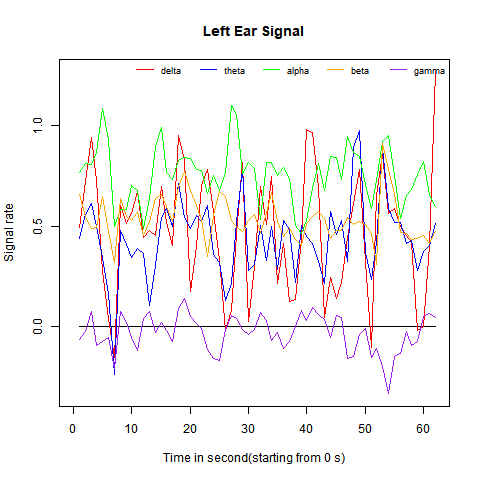 Left Ear Signal
delta theta alpha beta gamma
Signal rate
1.0
0.5
0.0
0 10 20 30 40 50 60
Time in second(starting from 0 s)